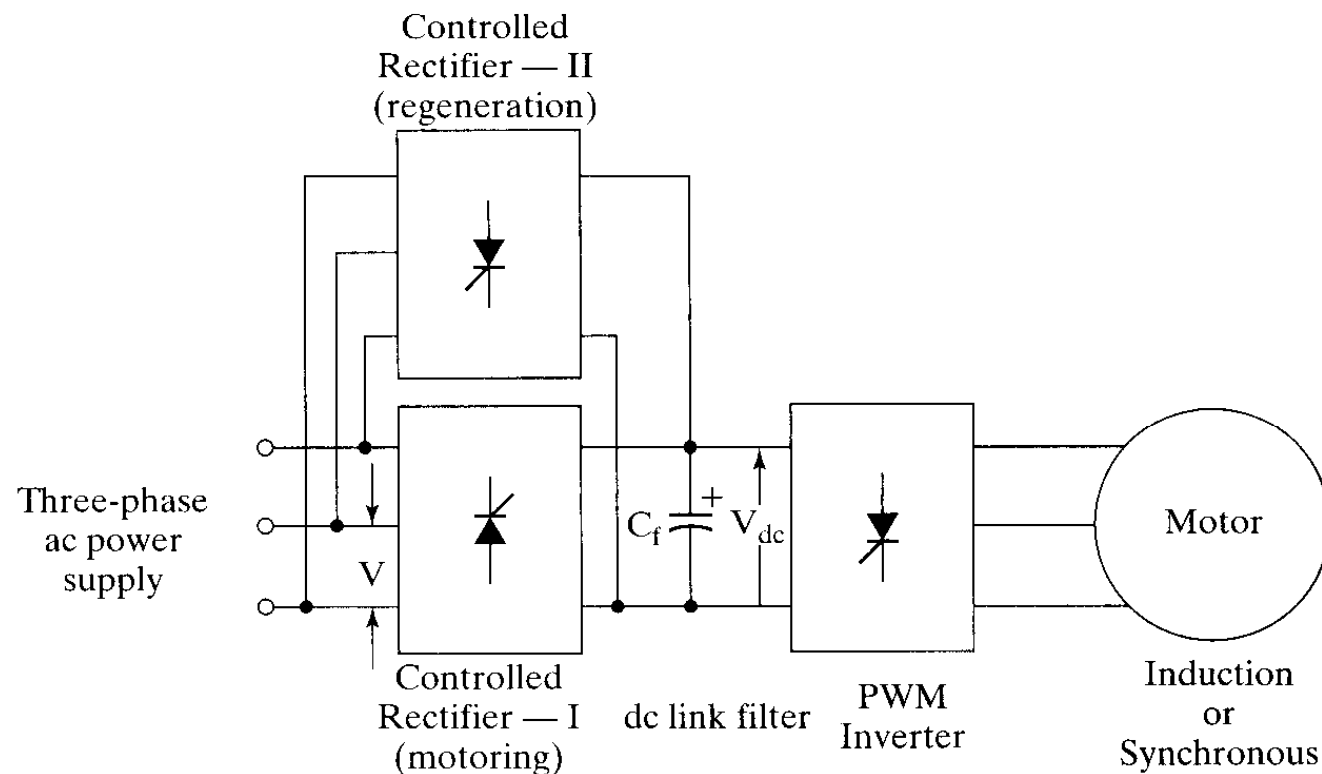 Controlled
Rectifier — II
(regeneration)
Three-phase
ac power
supply
V
C_f
+
V_dc
Motor
Controlled
Rectifier — I
(motoring)
dc link filter
PWM
Inverter
Induction
or
Synchronous